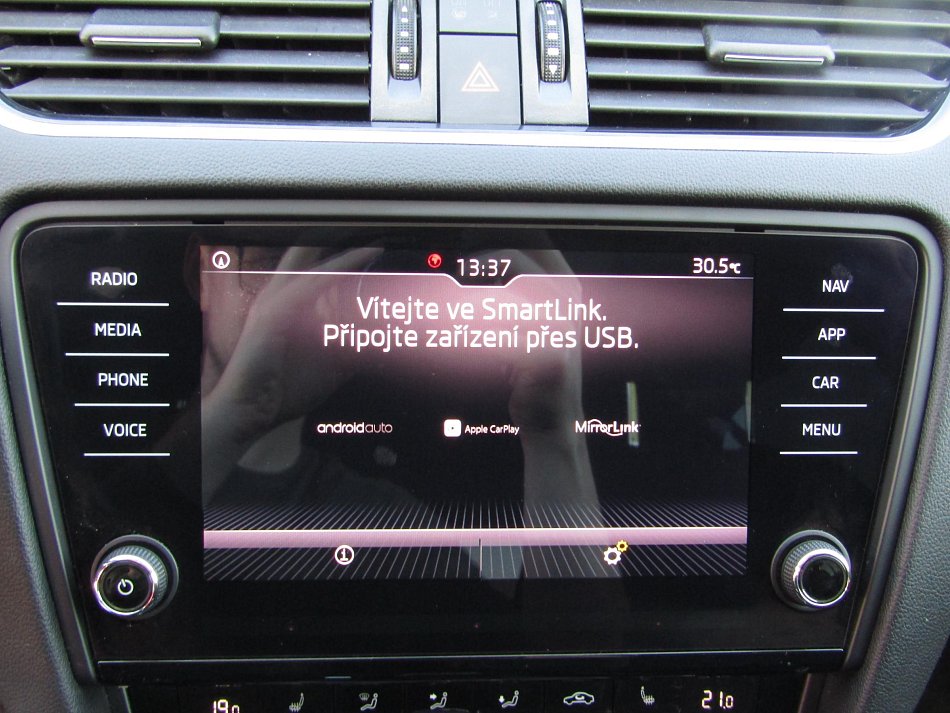 13:37
30.5°C
Vítejte ve SmartLink.
Připojte zařízení přes USB.
androidauto
Apple CarPlay
MirrorLink
RADIO
MEDIA
PHONE
VOICE
NAV
APP
CAR
MENU
19.0
21.0